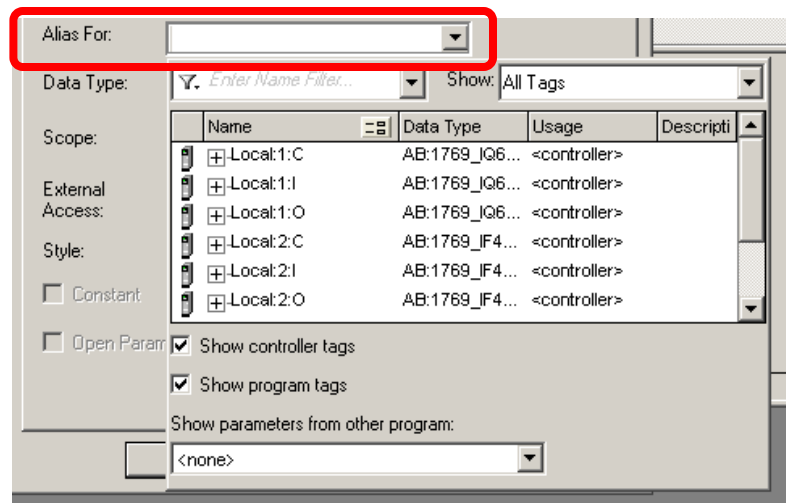 Alias For:
Data Type: Enter Name Filter... Show: All Tags
Name Data Type Usage Descripti
Scope:
Local:1:C AB:1769_IQ6... <controller>
Local:1:I AB:1769_IQ6... <controller>
External
Access:
Local:1:O AB:1769_IQ6... <controller>
Local:2:C AB:1769_IF4... <controller>
Style:
Local:2:I AB:1769_IF4... <controller>
Constant
Local:2:O AB:1769_IF4... <controller>
Open Param Show controller tags
Show program tags
Show parameters from other program:
<none>